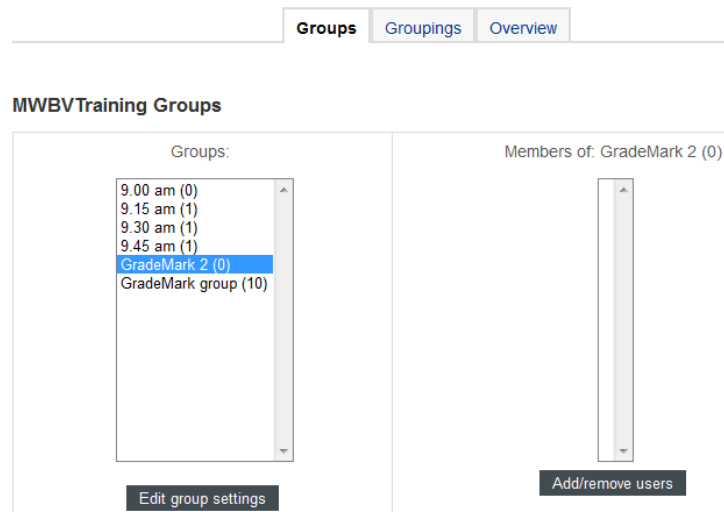 Groups Groupings Overview
MWBVTraining Groups
Groups:
9.00 am (0)
9.15 am (1)
9.30 am (1)
9.45 am (1)
GradeMark 2 (0)
GradeMark group (10)
Edit group settings
Members of: GradeMark 2 (0)
Add/remove users